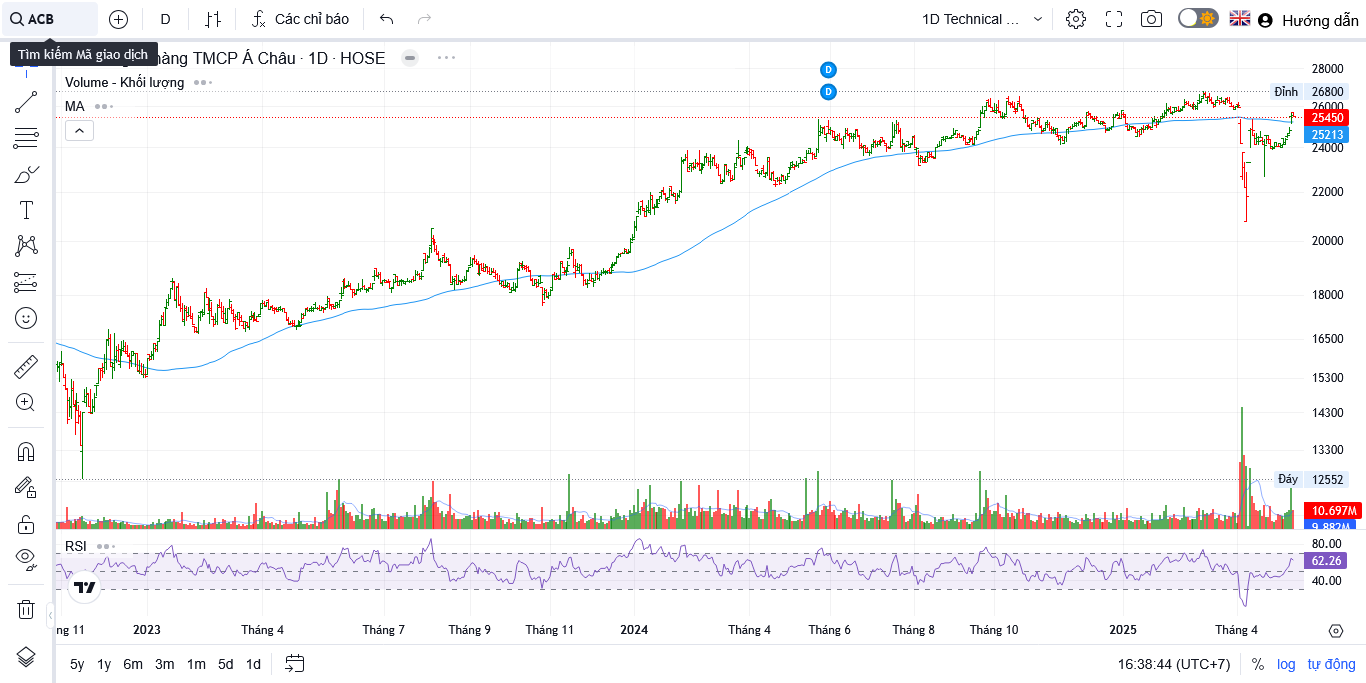 ACB
D
Các chỉ báo
1D Technical ...
Hướng dẫn
Tìm kiếm Mã giao dịch
hàng TMCP Á Châu · 1D · HOSE
Volume - Khối lượng
MA
D
D
28000
Đỉnh 26800
26000
25450
25213
24000
22000
20000
18000
16500
15300
14300
13300
Đáy 12552
10.697M
9.882M
RSI
80.00
62.26
40.00
ng 11 2023 Tháng 4 Tháng 7 Tháng 9 Tháng 11 2024 Tháng 4 Tháng 6 Tháng 8 Tháng 10 2025 Tháng 4
5y 1y 6m 3m 1m 5d 1d
16:38:44 (UTC+7) % log tự động